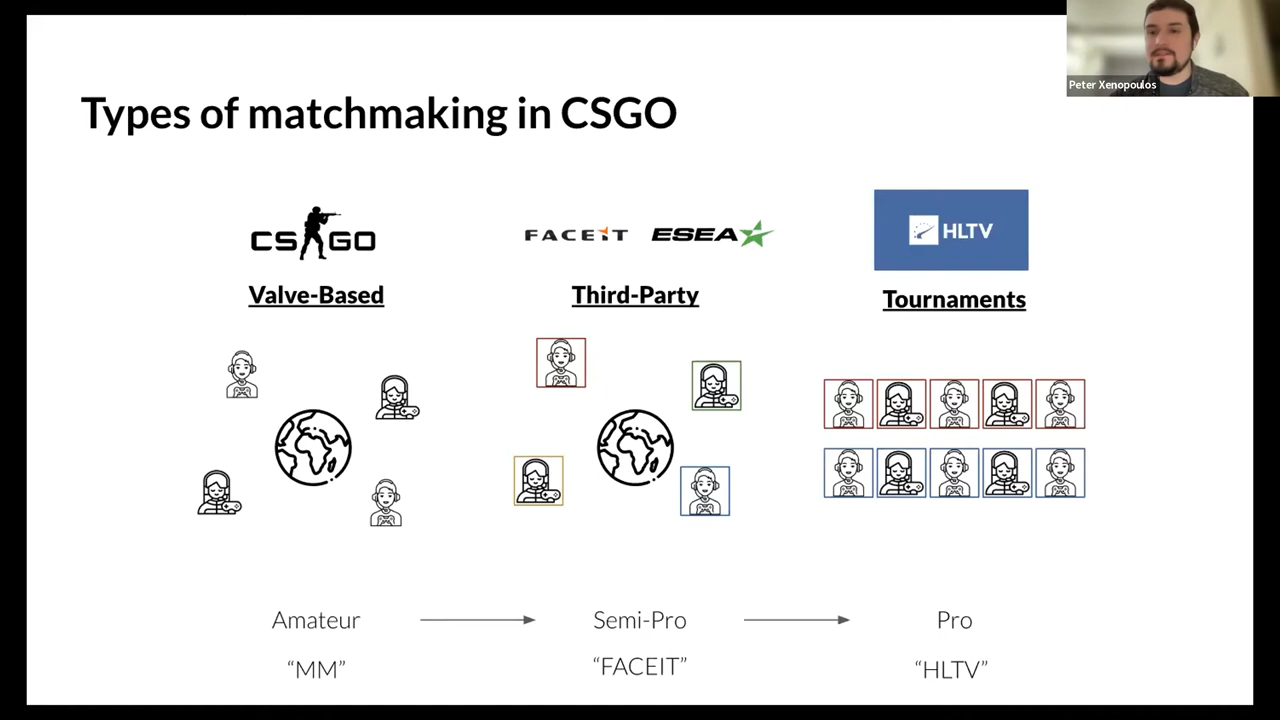 Peter Xenopoulos
Types of matchmaking in CSGO
CS GO
FACEIT
ESEA
HLTV
Valve-Based
Third-Party
Tournaments
Amateur
Semi-Pro
Pro
“MM”
“FACEIT”
“HLTV”